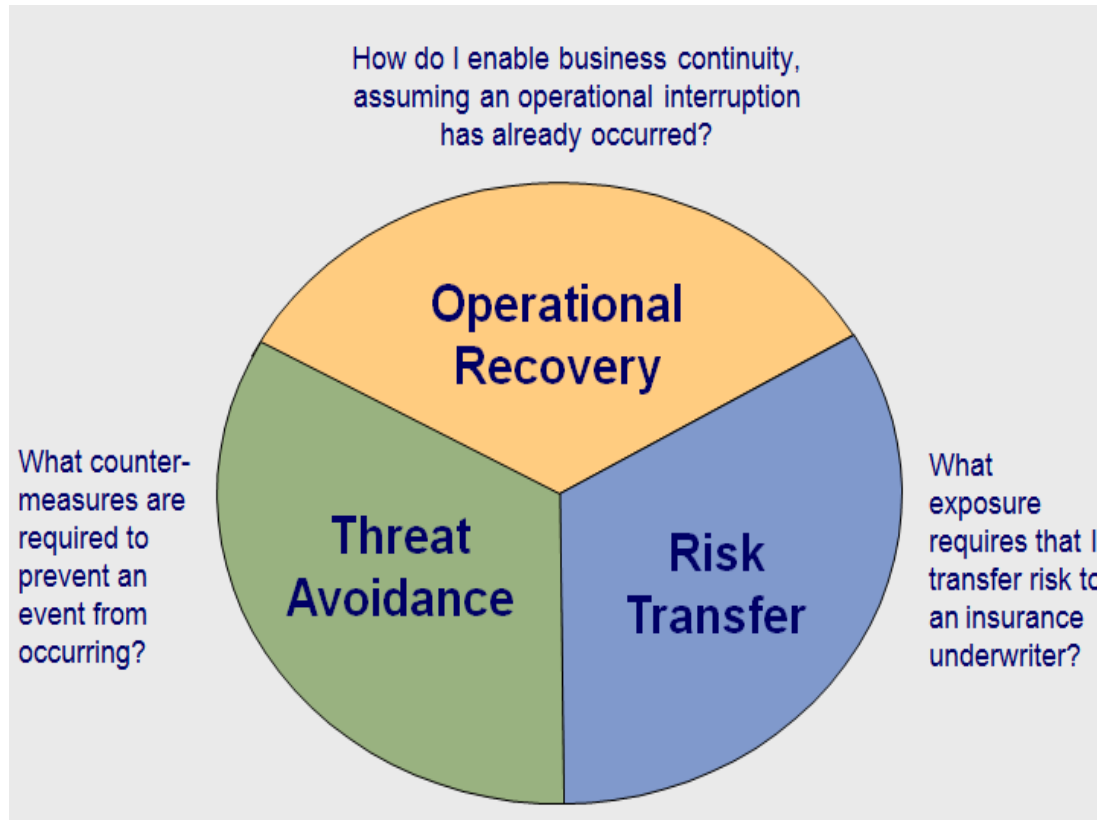 How do I enable business continuity,
assuming an operational interruption
has already occurred?
Operational
Recovery
What counter-
measures are
required to
prevent an
event from
occurring?
Threat
Avoidance
Risk
Transfer
What
exposure
requires that I
transfer risk to
an insurance
underwriter?